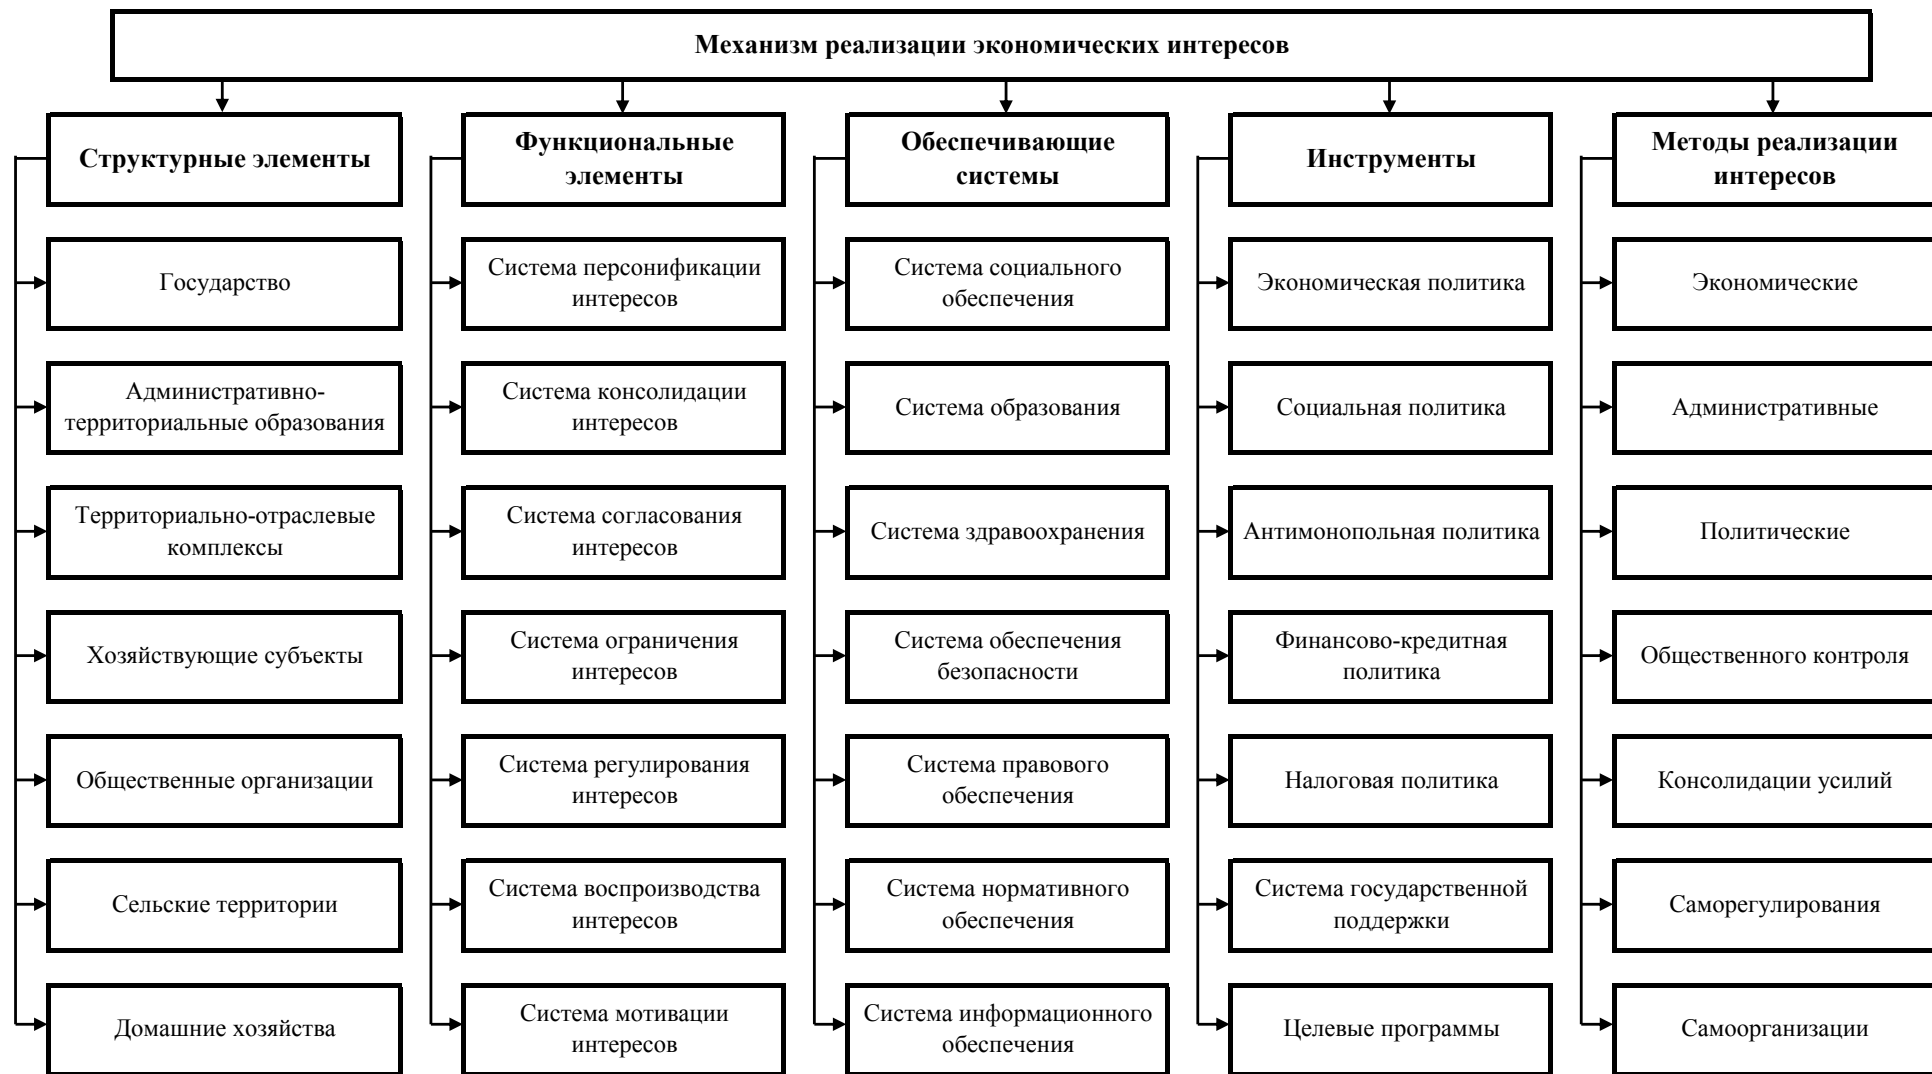 Механизм реализации экономических интересов
Структурные элементы
Функциональные
элементы
Обеспечивающие
системы
Инструменты
Методы реализации
интересов
Государство
Система персонификации
интересов
Система социального
обеспечения
Экономическая политика
Экономические
Административно-
территориальные образования
Система консолидации
интересов
Система образования
Социальная политика
Административные
Территориально-отраслевые
комплексы
Система согласования
интересов
Система здравоохранения
Антимонопольная политика
Политические
Хозяйствующие субъекты
Система ограничения
интересов
Система обеспечения
безопасности
Финансово-кредитная
политика
Общественного контроля
Общественные организации
Система регулирования
интересов
Система правового
обеспечения
Налоговая политика
Консолидации усилий
Сельские территории
Система воспроизводства
интересов
Система нормативного
обеспечения
Система государственной
поддержки
Саморегулирования
Домашние хозяйства
Система мотивации
интересов
Система информационного
обеспечения
Целевые программы
Самоорганизации